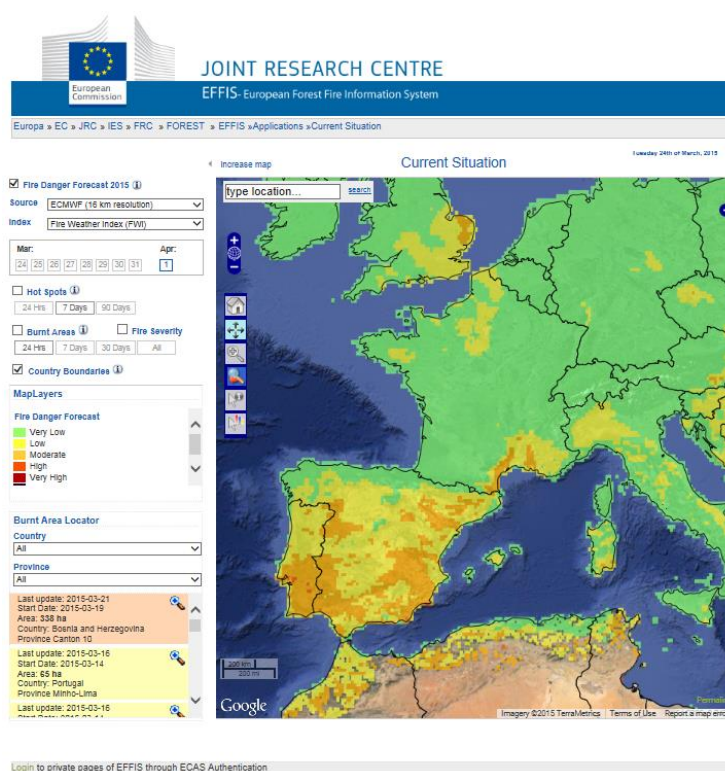 European
Commission
JOINT RESEARCH CENTRE
EFFIS- European Forest Fire Information System
Europa » EC » JRC » IES » FRC » FOREST » EFFIS »Applications »Current Situation
Tuesday 24th of March, 2015
Increase map
Current Situation
Fire Danger Forecast 2015
Source ECMWF (16 km resolution)
Index Fire Weather Index (FWI)
Mar: Apr:
24 25 26 27 28 29 30 31 1
Hot Spots
24 Hrs 7 Days 90 Days
Burnt Areas Fire Severity
24 Hrs 7 Days 30 Days All
Country Boundaries
MapLayers
Fire Danger Forecast
Very Low
Low
Moderate
High
Very High
Burnt Area Locator
Country
All
Province
All
Last update: 2015-03-21
Start Date: 2015-03-19
Area: 338 ha
Country: Bosnia and Herzegovina
Province Canton 10
Last update: 2015-03-16
Start Date: 2015-03-14
Area: 65 ha
Country: Portugal
Province Minho-Lima
Last update: 2015-03-16
type location... search
200 km
200 mi
Google
Permalin
Imagery ©2015 TerraMetrics Terms of Use Report a map erro
Login to private pages of EFFIS through ECAS Authentication